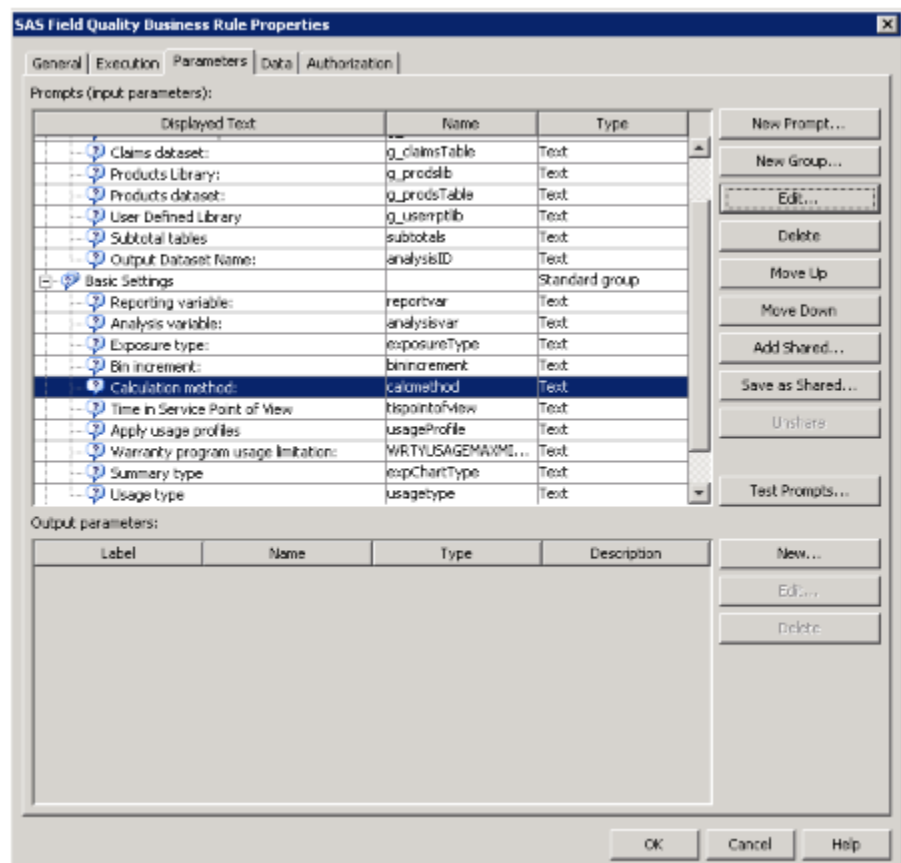 SAS Field Quality Business Rule Properties
General Execution Parameters Data Authorization
Prompts (input parameters):
Displayed Text Name Type
Claims dataset: g_claimsTable Text
Products Library: g_prodslib Text
Products dataset: g_prodsTable Text
User Defined Library g_userrptlib Text
Subtotal tables subtotals Text
Output Dataset Name: analysisID Text
Basic Settings Standard group
Reporting variable: reportvar Text
Analysis variable: analysisvar Text
Exposure type: exposureType Text
Bin increment: binincrement Text
Calculation method: calcmethod Text
Time in Service Point of View tispointofview Text
Apply usage profiles usageProfile Text
Warranty program usage limitation: WRTYUSAGEMAXMI... Text
Summary type expChartType Text
Usage type usagetype Text
New Prompt...
New Group...
Edit...
Delete
Move Up
Move Down
Add Shared...
Save as Shared...
Unshare
Test Prompts...
Output parameters:
Label Name Type Description
New...
Edit...
Delete
OK Cancel Help